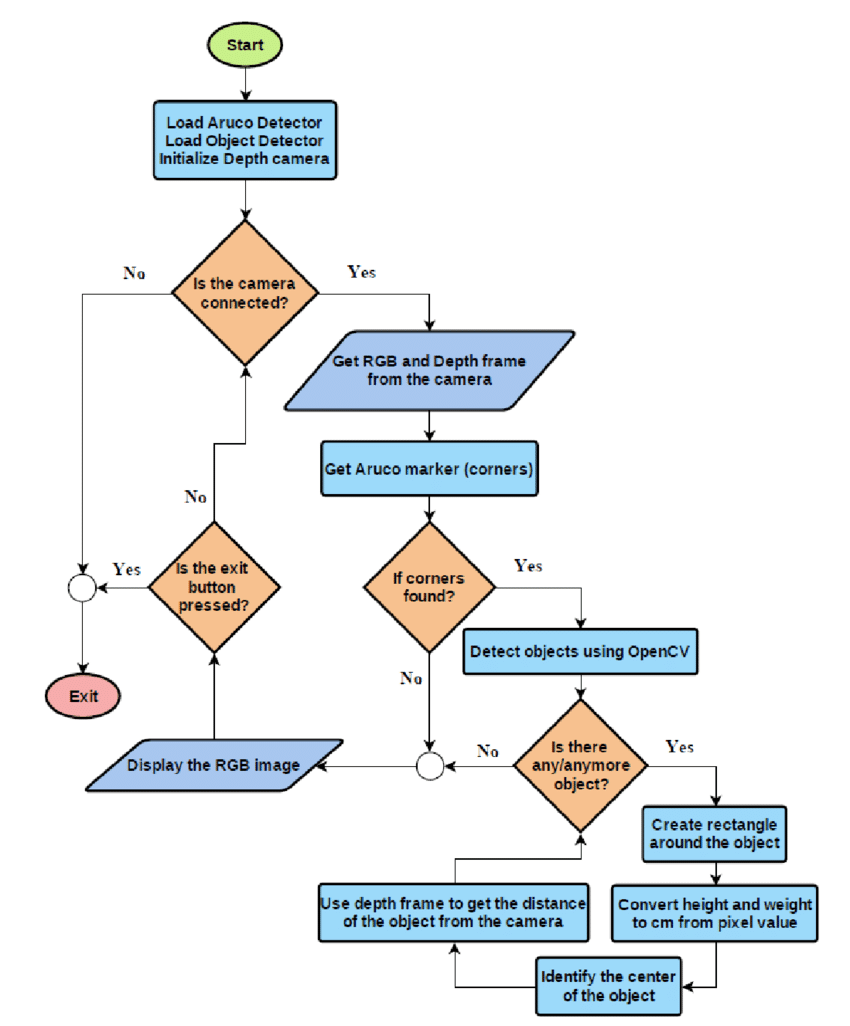 Start
Load Aruco Detector
Load Object Detector
Initialize Depth camera
No
Yes
Is the camera
connected?
Get RGB and Depth frame
from the camera
Get Aruco marker (corners)
No
Yes
Is the exit
button
pressed?
If corners
found?
Yes
Detect objects using OpenCV
No
Exit
Display the RGB image
No
Is there
any/anymore
object?
Yes
Create rectangle
around the object
Use depth frame to get the distance
of the object from the camera
Convert height and weight
to cm from pixel value
Identify the center
of the object